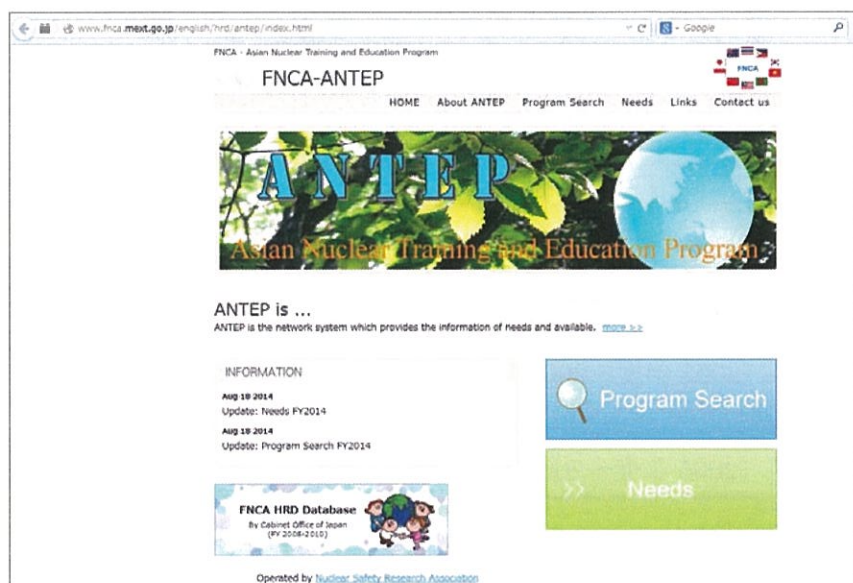 www.fnca.mext.go.jp/english/hrd/antep/index.html
Google
FNCA - Asian Nuclear Training and Education Program
FNCA-ANTEP
FNCA
HOME About ANTEP Program Search Needs Links Contact us
ANTEP
Asian Nuclear Training and Education Program
ANTEP is ...
ANTEP is the network system which provides the information of needs and available. more >>
INFORMATION
Aug 18 2014
Update: Needs FY2014
Aug 18 2014
Update: Program Search FY2014
Program Search
>> Needs
FNCA HRD Database
By Cabinet Office of Japan
(FY 2008-2010)
Operated by Nuclear Safety Research Association